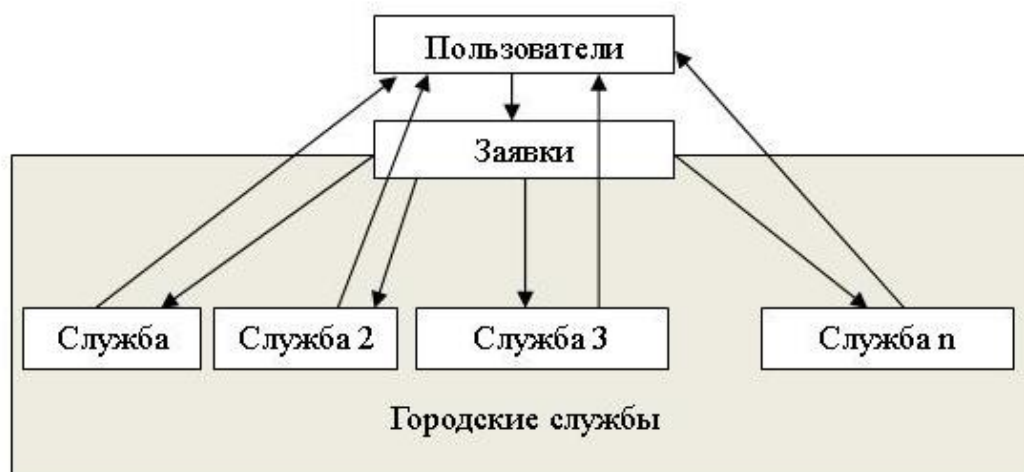 Пользователи
Заявки
Служба
Служба 2
Служба 3
Служба n
Городские службы